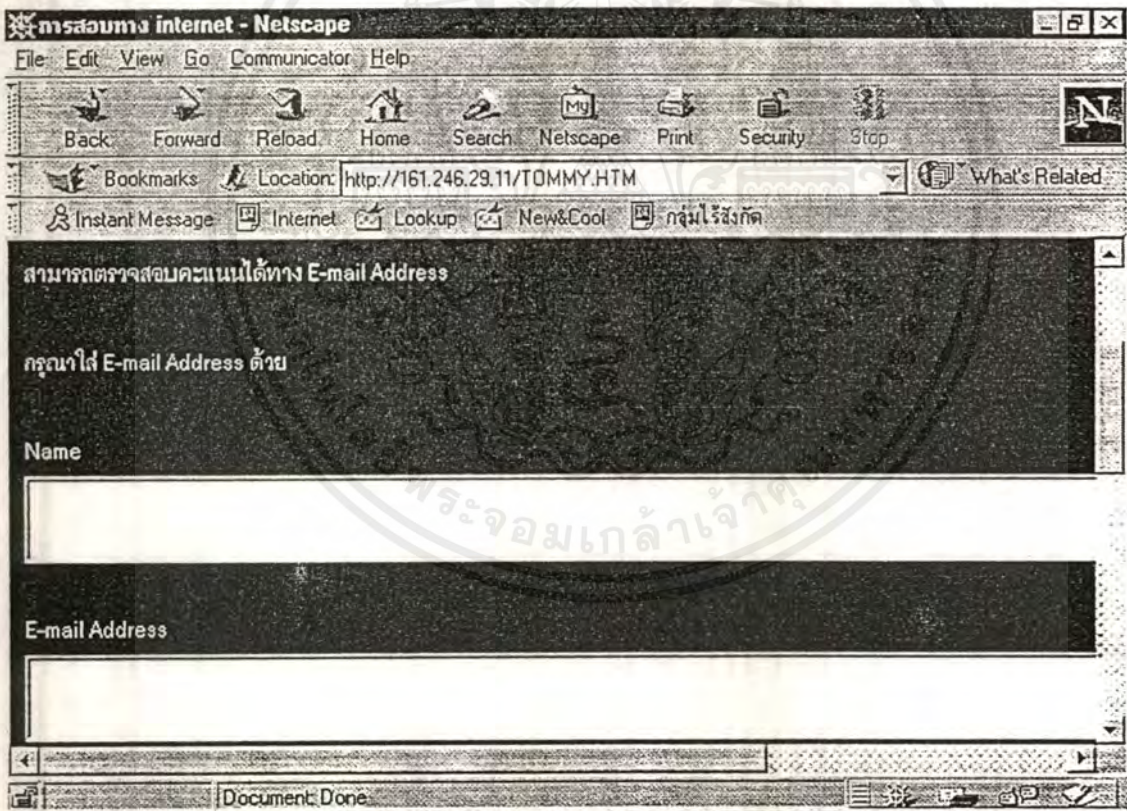 การสอบทาง internet - Netscape
File Edit View Go Communicator Help
Back Forward Reload Home Search Netscape Print Security Stop
Bookmarks Location: http://161.246.29.11/TOMMY.HTM What's Related
Instant Message Internet Lookup New&Cool กลุ่มไร้สังกัด
สามารถตรวจสอบคะแนนได้ทาง E-mail Address
กรุณาใส่ E-mail Address ด้วย
Name
E-mail Address
Document: Done